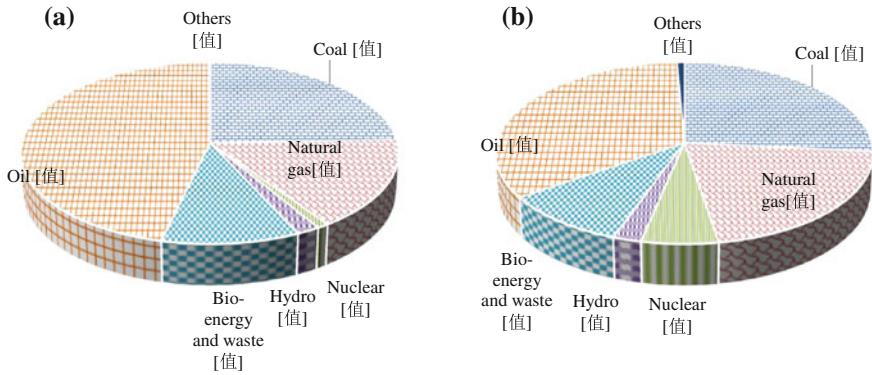 (a)
Others
[值]
Coal [值]
Natural
gas[值]
Oil [值]
Bio-
energy
and waste
[值]
Hydro
[值]
Nuclear
[值]
(b)
Others
[值]
Coal [值]
Oil [值]
Natural
gas[值]
Bio-
energy
and waste
[值]
Hydro
[值]
Nuclear
[值]